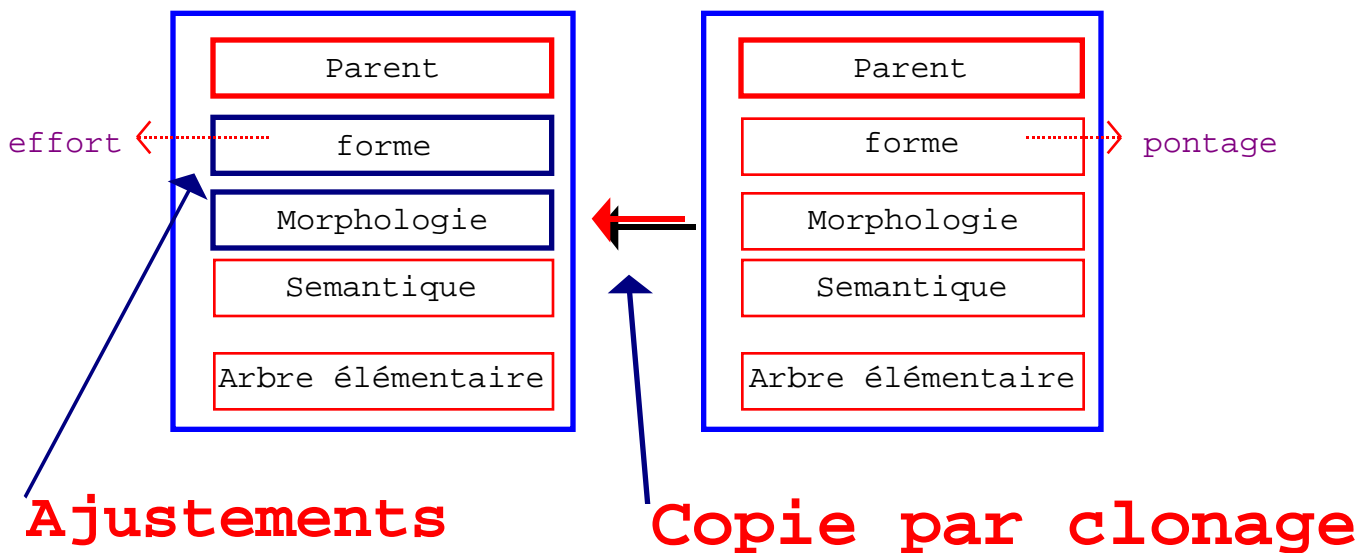 Parent
Parent
effort
forme
forme
pontage
Morphologie
Morphologie
Semantique
Semantique
Arbre élémentaire
Arbre élémentaire
Ajustements
Copie par clonage